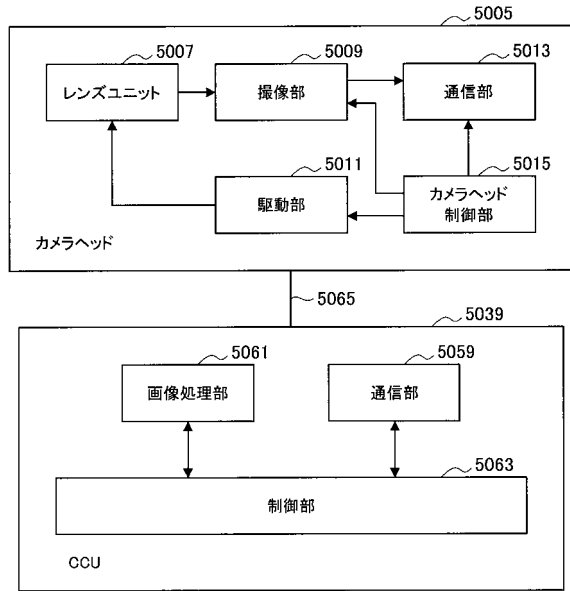 5005
5007
5009
5013
レンズユニット
撮像部
通信部
5011
5015
駆動部
カメラヘッド
制御部
カメラヘッド
5065
5039
5061
5059
画像処理部
通信部
5063
制御部
CCU